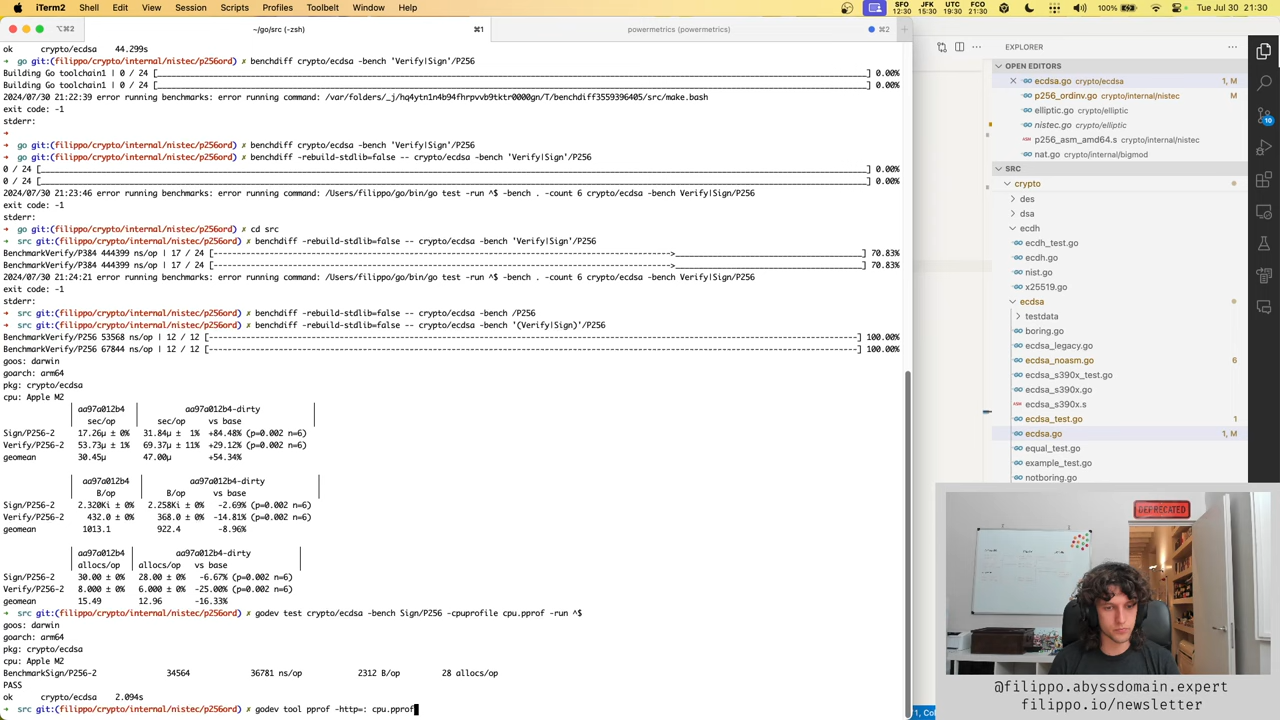 iTerm2 Shell Edit View Session Scripts Profiles Toolbelt Window Help
SFO 12:30 JFK 15:30 UTC 19:30 CRO 21:30 100% Tue Jul 30 21:30
⌥⌘2 ~/go/src (-zsh) ⌘1 powermetrics (powermetrics) ⌘2 +
ok crypto/ecdsa 44.299s
➜ go git:(filippo/crypto/internal/nistec/p256ord) ✗ benchdiff crypto/ecdsa -bench 'Verify|Sign'/P256
Building Go toolchain1 | 0 / 24 [____] 0.00%
Building Go toolchain1 | 0 / 24 [____] 0.00%
2024/07/30 21:22:39 error running benchmarks: error running command: /var/folders/_j/hq4ytn1n4b94fhrpvvb9tktr0000gn/T/benchdiff3559396405/src/make.bash
exit code: -1
stderr:
➜
➜ go git:(filippo/crypto/internal/nistec/p256ord) ✗ benchdiff crypto/ecdsa -bench 'Verify|Sign'/P256
➜ go git:(filippo/crypto/internal/nistec/p256ord) ✗ benchdiff -rebuild-stdlib=false -- crypto/ecdsa -bench 'Verify|Sign'/P256
0 / 24 [____] 0.00%
0 / 24 [____] 0.00%
2024/07/30 21:23:46 error running benchmarks: error running command: /Users/filippo/go/bin/go test -run ^$ -bench . -count 6 crypto/ecdsa -bench Verify|Sign/P256
exit code: -1
stderr:
➜ go git:(filippo/crypto/internal/nistec/p256ord) ✗ cd src
➜ src git:(filippo/crypto/internal/nistec/p256ord) ✗ benchdiff -rebuild-stdlib=false -- crypto/ecdsa -bench 'Verify|Sign'/P256
BenchmarkVerify/P384 444399 ns/op | 17 / 24 [---->____] 70.83%
BenchmarkVerify/P384 444399 ns/op | 17 / 24 [---->____] 70.83%
2024/07/30 21:24:21 error running benchmarks: error running command: /Users/filippo/go/bin/go test -run ^$ -bench . -count 6 crypto/ecdsa -bench Verify|Sign/P256
exit code: -1
stderr:
➜ src git:(filippo/crypto/internal/nistec/p256ord) ✗ benchdiff -rebuild-stdlib=false -- crypto/ecdsa -bench /P256
➜ src git:(filippo/crypto/internal/nistec/p256ord) ✗ benchdiff -rebuild-stdlib=false -- crypto/ecdsa -bench '(Verify|Sign)'/P256
BenchmarkVerify/P256 53568 ns/op | 12 / 12 [----] 100.00%
BenchmarkVerify/P256 67844 ns/op | 12 / 12 [----] 100.00%
goos: darwin
goarch: arm64
pkg: crypto/ecdsa
cpu: Apple M2
│ aa97a012b4 │ aa97a012b4-dirty │
│ sec/op │ sec/op vs base │
Sign/P256-2 17.26µ ± 0% 31.84µ ± 1% +84.48% (p=0.002 n=6)
Verify/P256-2 53.73µ ± 1% 69.37µ ± 11% +29.12% (p=0.002 n=6)
geomean 30.45µ 47.00µ +54.34%
│ aa97a012b4 │ aa97a012b4-dirty │
│ B/op │ B/op vs base │
Sign/P256-2 2.320Ki ± 0% 2.258Ki ± 0% -2.69% (p=0.002 n=6)
Verify/P256-2 432.0 ± 0% 368.0 ± 0% -14.81% (p=0.002 n=6)
geomean 1013.1 922.4 -8.96%
│ aa97a012b4 │ aa97a012b4-dirty │
│ allocs/op │ allocs/op vs base │
Sign/P256-2 30.00 ± 0% 28.00 ± 0% -6.67% (p=0.002 n=6)
Verify/P256-2 8.000 ± 0% 6.000 ± 0% -25.00% (p=0.002 n=6)
geomean 15.49 12.96 -16.33%
➜ src git:(filippo/crypto/internal/nistec/p256ord) ✗ godev test crypto/ecdsa -bench Sign/P256 -cpuprofile cpu.pprof -run ^$
goos: darwin
goarch: arm64
pkg: crypto/ecdsa
cpu: Apple M2
BenchmarkSign/P256-2 34564 36781 ns/op 2312 B/op 28 allocs/op
PASS
ok crypto/ecdsa 2.094s
➜ src git:(filippo/crypto/internal/nistec/p256ord) ✗ godev tool pprof -http=: cpu.pprof
EXPLORER
OPEN EDITORS
ecdsa.go crypto/ecdsa 1, M
p256_ordinv.go crypto/internal/nistec M
elliptic.go crypto/elliptic
nistec.go crypto/elliptic
p256_asm_amd64.s crypto/internal/nistec
nat.go crypto/internal/bigmod
SRC
crypto
des
dsa
ecdh
ecdh_test.go
ecdh.go
nist.go
x25519.go
ecdsa
testdata
boring.go
ecdsa_legacy.go
ecdsa_noasm.go 6
ecdsa_s390x_test.go
ecdsa_s390x.go
ecdsa_s390x.s
ecdsa_test.go 1
ecdsa.go 1, M
equal_test.go
example_test.go
notboring.go
10
DEPRECATED
@filippo.abyssdomain.expert
filippo.io/newsletter